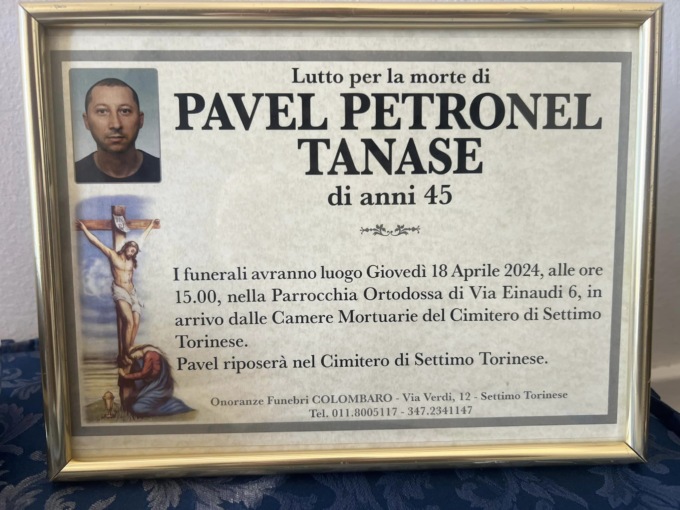 Lutto per la morte di
PAVEL PETRONEL
TANASE
di anni 45
I funerali avranno luogo Giovedì 18 Aprile 2024, alle ore
15.00, nella Parrocchia Ortodossa di Via Einaudi 6, in
arrivo dalle Camere Mortuarie del Cimitero di Settimo
Torinese.
Pavel riposerà nel Cimitero di Settimo Torinese.
Onoranze Funebri COLOMBARO - Via Verdi, 12 - Settimo Torinese
Tel. 011.8005117 - 347.2341147